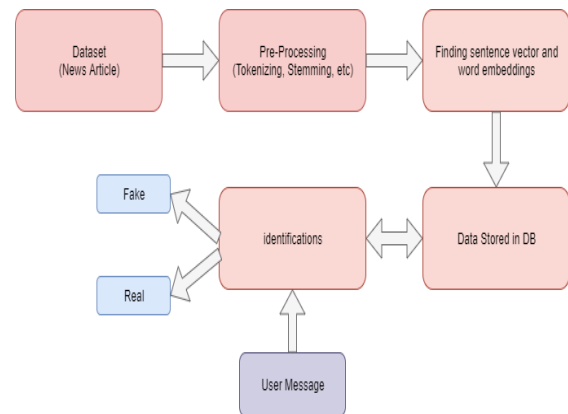 Dataset
(News Article)
Pre-Processing
(Tokenizing, Stemming, etc)
Finding sentence vector and
word embeddings
Fake
identifications
Data Stored in DB
Real
User Message